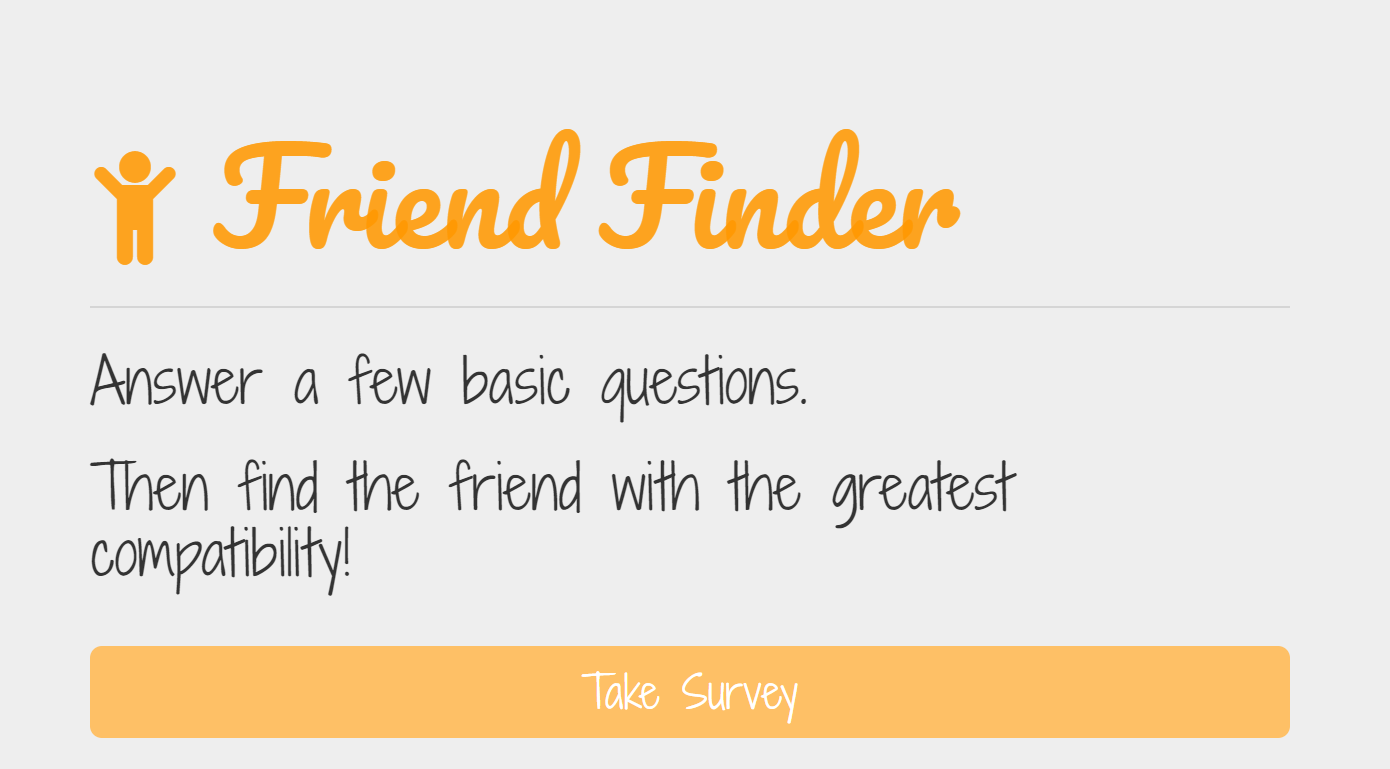 Friend Finder
Answer a few basic questions.
Then find the friend with the greatest
compatibility!
Take Survey